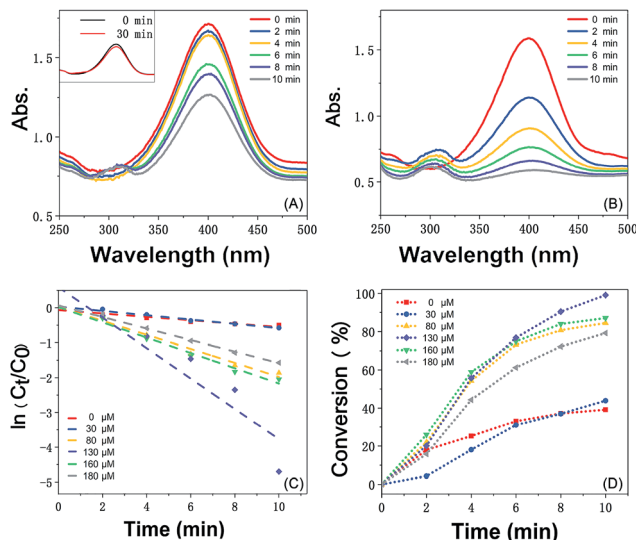 0 min
30 min
0 min
2 min
4 min
6 min
8 min
10 min
1.5
1.0
0.5
Abs.
250
300
350
400
450
500
Wavelength (nm)
(A)
0 min
2 min
4 min
6 min
8 min
10 min
1.5
1.0
0.5
Abs.
250
300
350
400
450
500
Wavelength (nm)
(B)
0
-1
-2
-3
-4
-5
ln (Ct/C0)
0 μM
30 μM
80 μM
130 μM
160 μM
180 μM
0
2
4
6
8
10
Time (min)
(C)
100
80
60
40
20
0
Conversion (%)
0 μM
30 μM
80 μM
130 μM
160 μM
180 μM
0
2
4
6
8
10
Time (min)
(D)